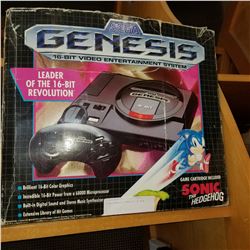 SEGA
GENESIS
16-BIT VIDEO ENTERTAINMENT SYSTEM
LEADER
OF THE 16-BIT
REVOLUTION
• Brilliant 16-Bit Color Graphics
• Incredible 16-Bit Power from a 68000 Microprocessor
• Built-in Digital Sound and Stereo Music Synthesizer
• Extensive Library of Hit Games
GAME CARTRIDGE INCLUDED
SONIC
THE
HEDGEHOG